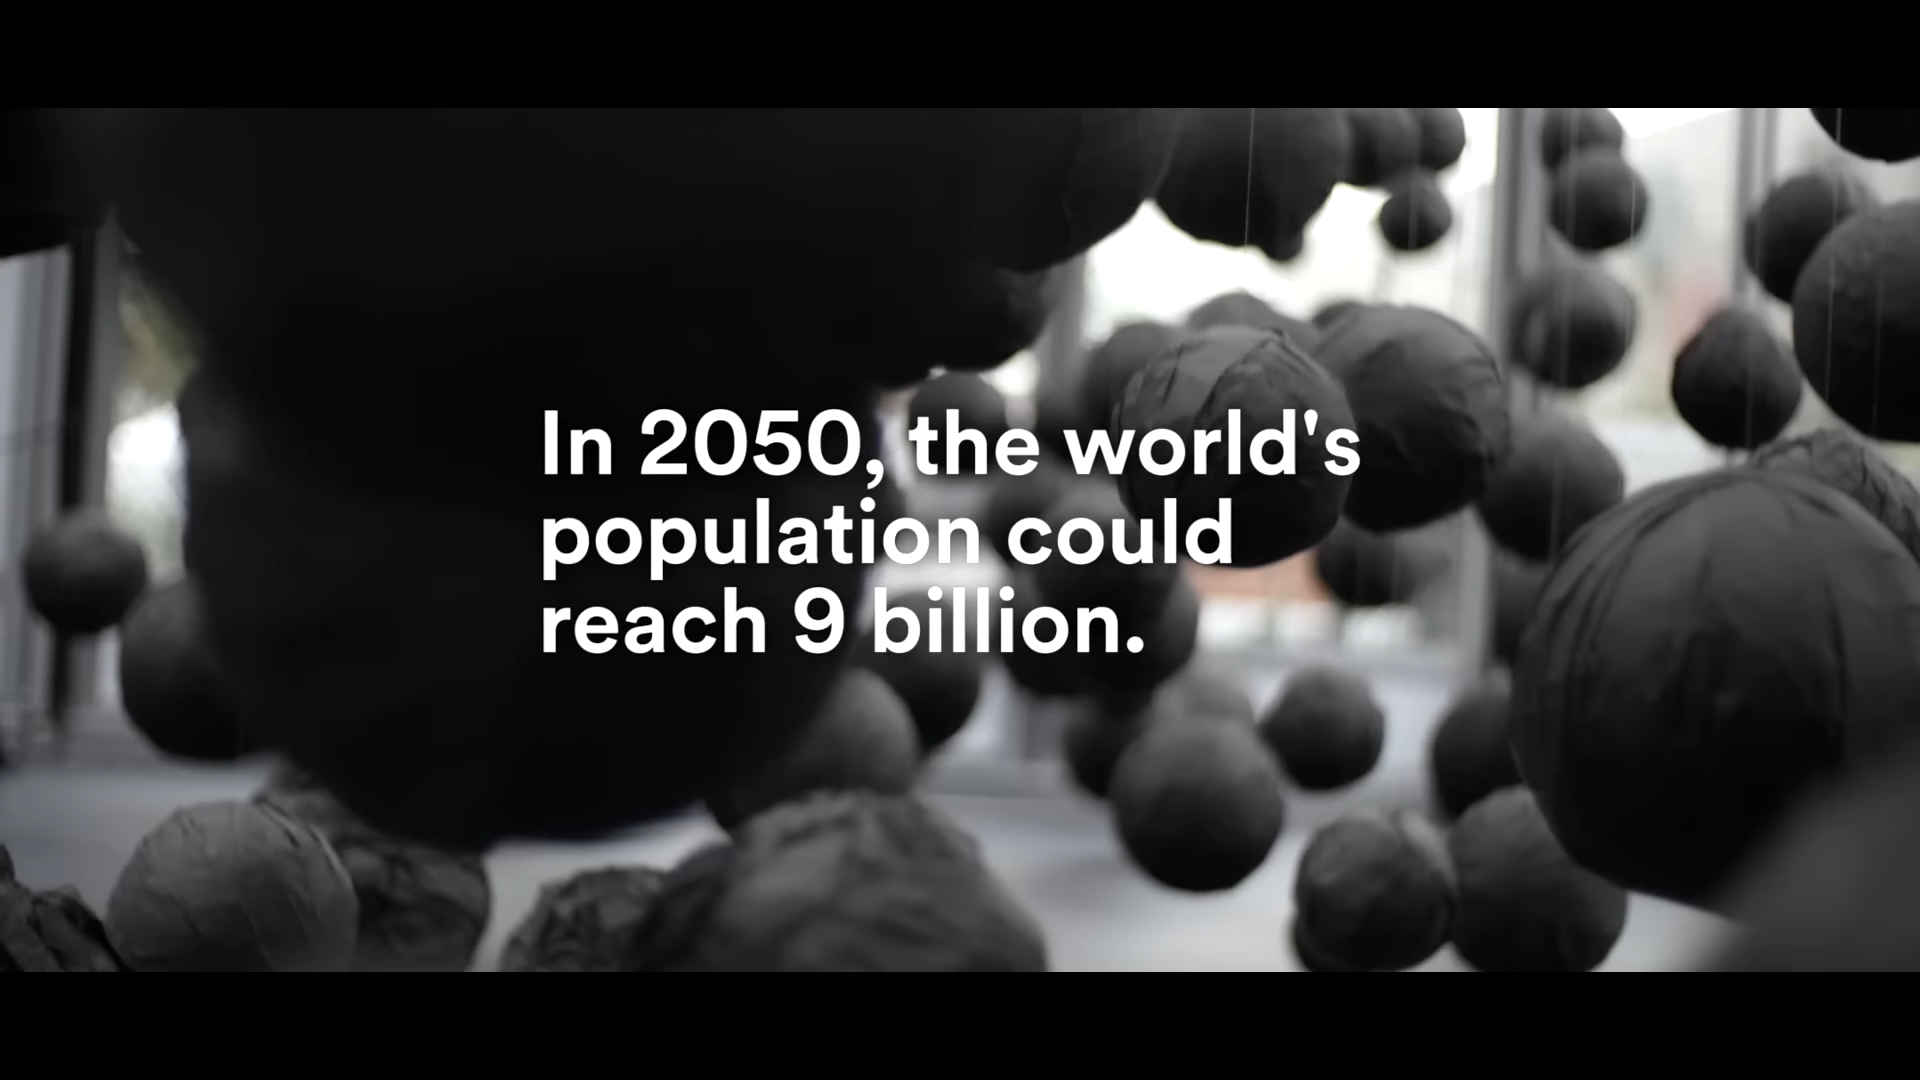 In 2050, the world's
population could
reach 9 billion.